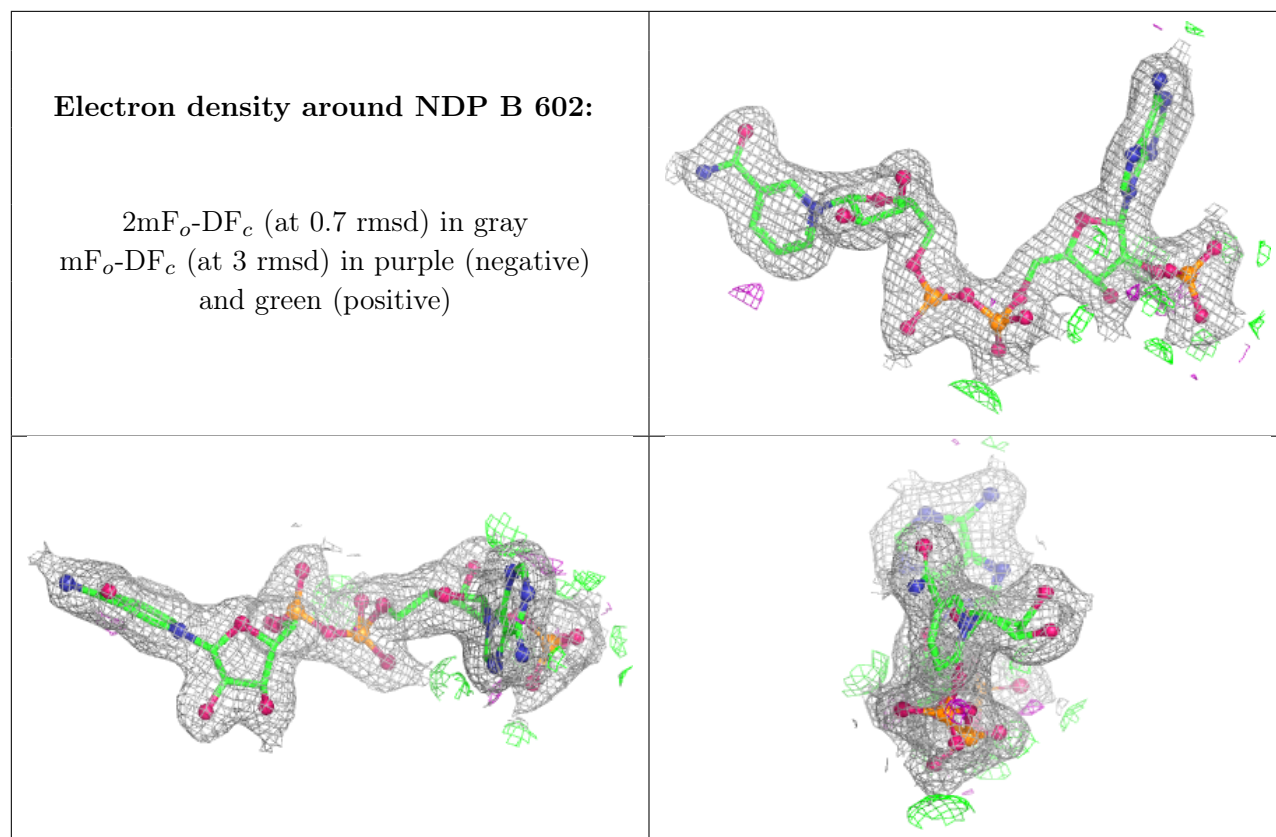 Electron density around NDP B 602:
2mFo-DFc (at 0.7 rmsd) in gray
mFo-DFc (at 3 rmsd) in purple (negative)
and green (positive)